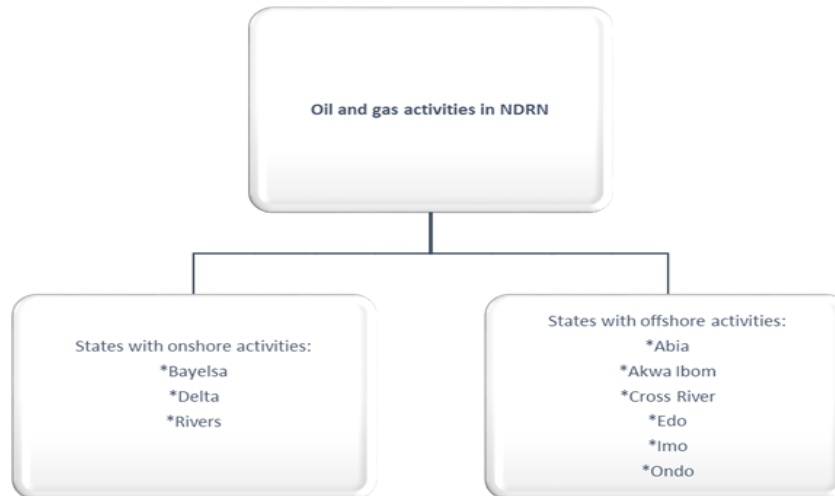 Oil and gas activities in NDRN
States with onshore activities:
*Bayelsa
*Delta
*Rivers
States with offshore activities:
*Abia
*Akwa Ibom
*Cross River
*Edo
*Imo
*Ondo